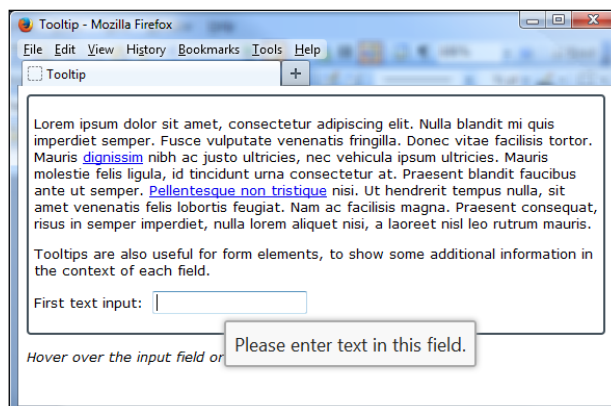 Tooltip - Mozilla Firefox
File Edit View History Bookmarks Tools Help
Tooltip +
Lorem ipsum dolor sit amet, consectetur adipiscing elit. Nulla blandit mi quis
imperdiet semper. Fusce vulputate venenatis fringilla. Donec vitae facilisis tortor.
Mauris dignissim nibh ac justo ultricies, nec vehicula ipsum ultricies. Mauris
molestie felis ligula, id tincidunt urna consectetur at. Praesent blandit faucibus
ante ut semper. Pellentesque non tristique nisi. Ut hendrerit tempus nulla, sit
amet venenatis felis lobortis feugiat. Nam ac facilisis magna. Praesent consequat,
risus in semper imperdiet, nulla lorem aliquet nisi, a laoreet nisl leo rutrum mauris.
Tooltips are also useful for form elements, to show some additional information in
the context of each field.
First text input:
Please enter text in this field.
Hover over the input field or